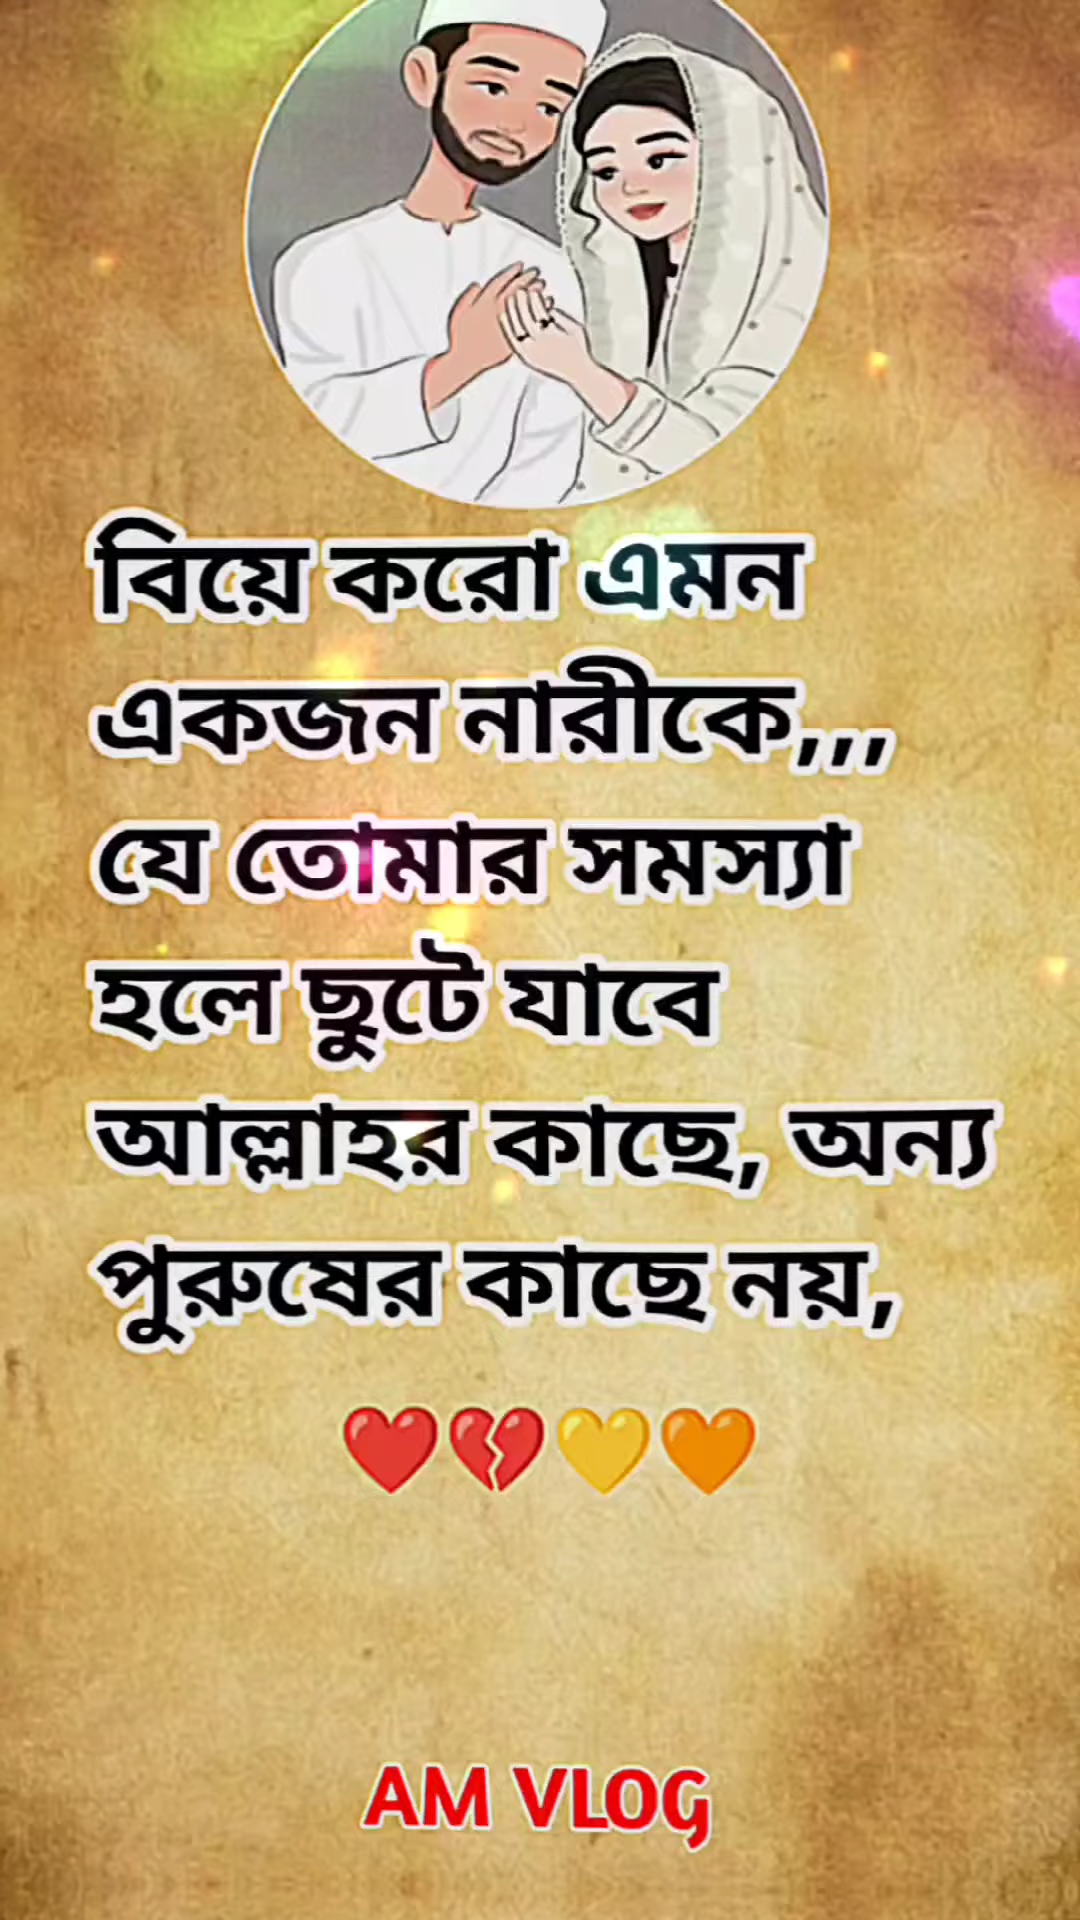 বিয়ে করো এমন
একজন নারীকে,,,
যে তোমার সমস্যা
হলে ছুটে যাবে
আল্লাহর কাছে, অন্য
পুরুষের কাছে নয়,
❤️💔💛🧡
AM VLOG